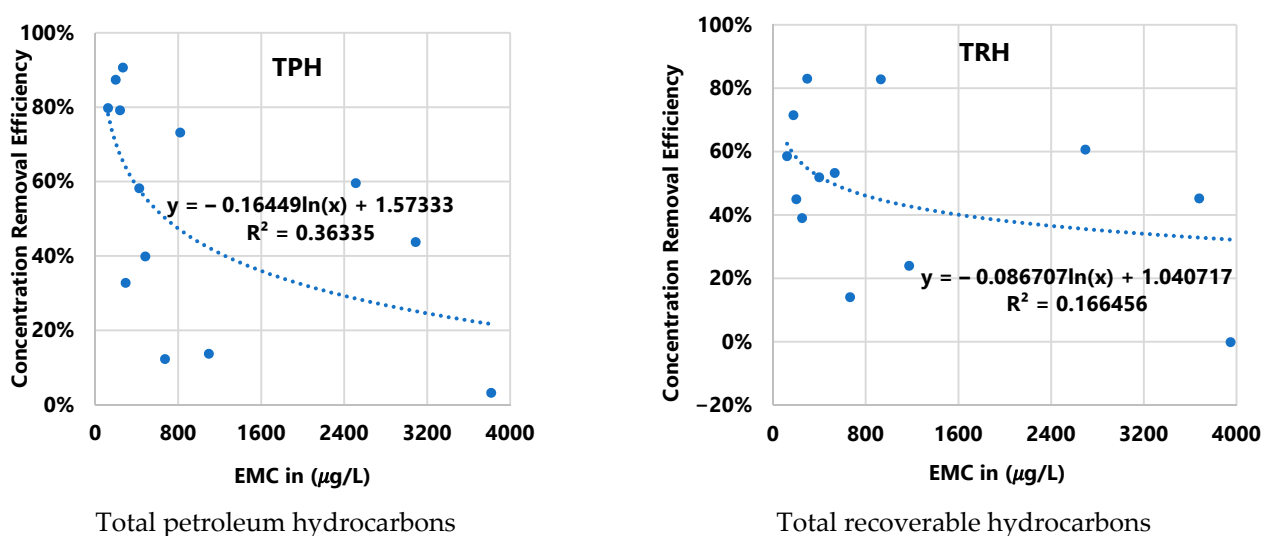 TPH
Concentration Removal Efficiency
100%
80%
60%
40%
20%
0%
y = − 0.16449ln(x) + 1.57333
R² = 0.36335
0 800 1600 2400 3200 4000
EMC in (μg/L)
Total petroleum hydrocarbons
TRH
Concentration Removal Efficiency
100%
80%
60%
40%
20%
0%
−20%
y = − 0.086707ln(x) + 1.040717
R² = 0.166456
0 800 1600 2400 3200 4000
EMC in (μg/L)
Total recoverable hydrocarbons